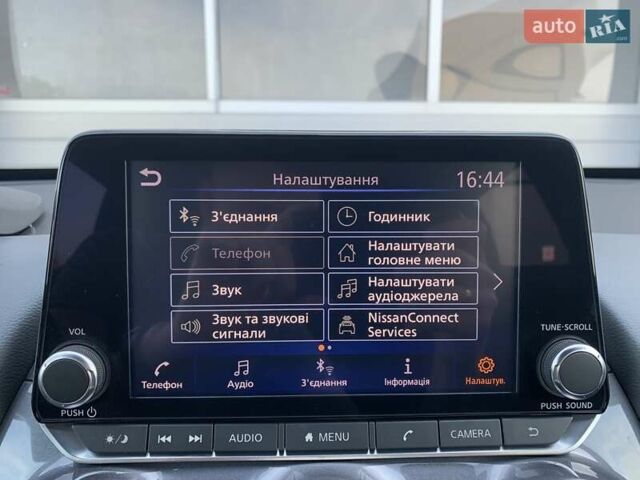 auto RIA.com
Налаштування 16:44
З'єднання
Годинник
Телефон
Налаштувати
головне меню
Звук
Налаштувати
аудіоджерела
Звук та звукові
сигнали
NissanConnect
Services
Телефон Аудіо З'єднання Інформація Налаштув.
VOL
PUSH
TUNE·SCROLL
PUSH SOUND
AUDIO MENU CAMERA